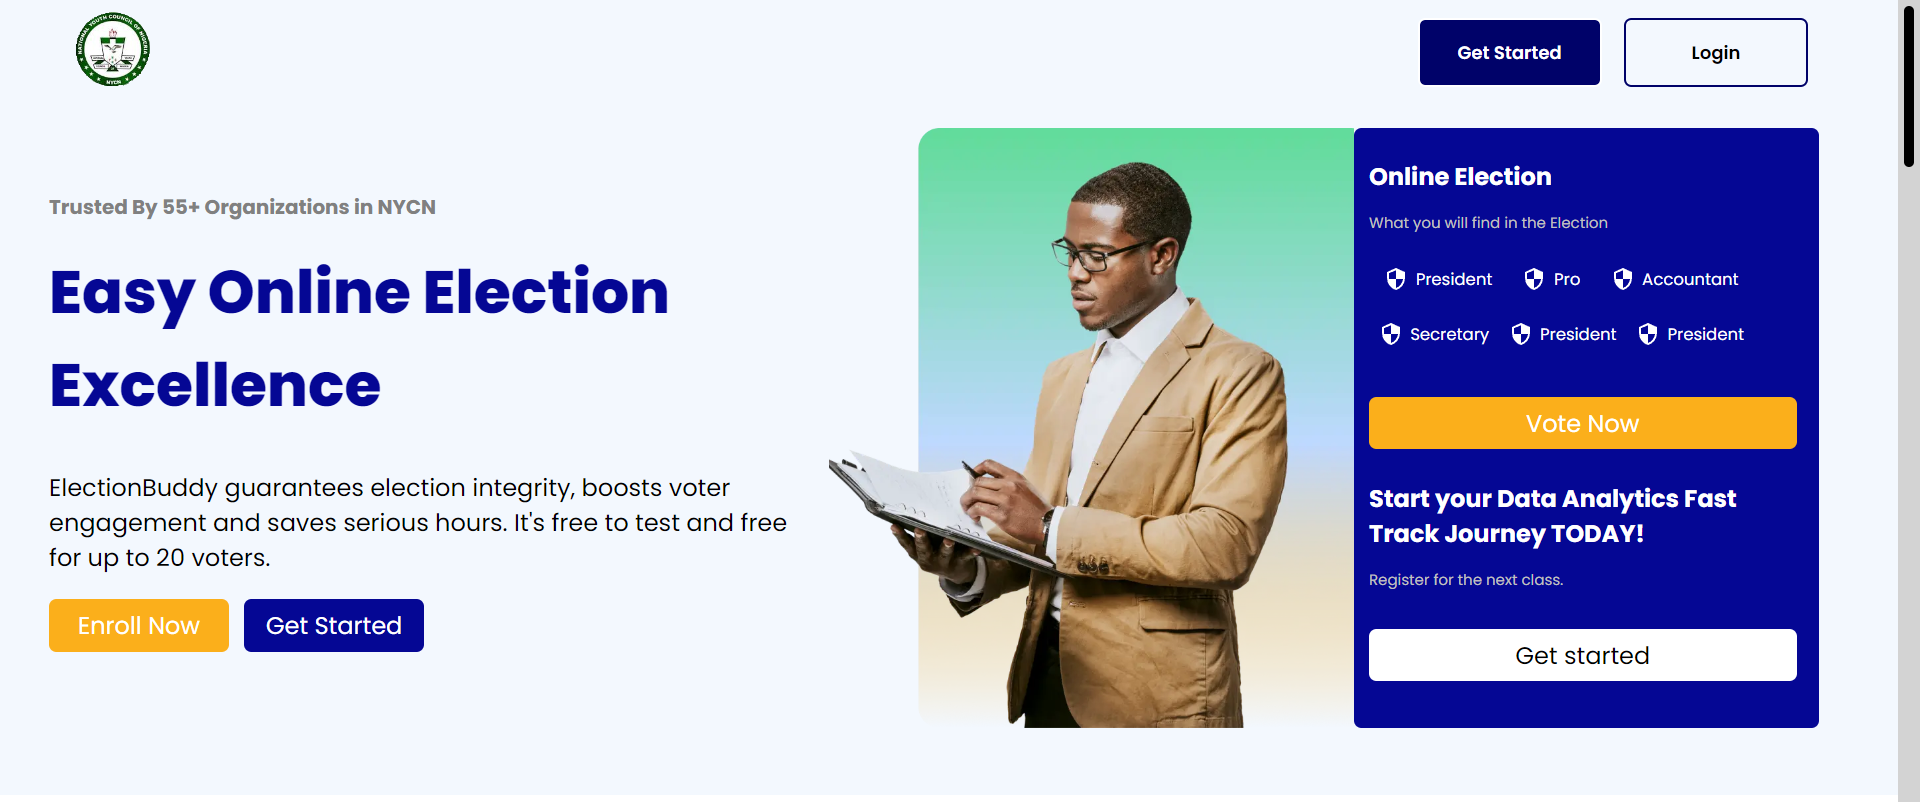 NATIONAL YOUTH COUNCIL OF NIGERIA
NYCN
Get Started
Login
Trusted By 55+ Organizations in NYCN
Easy Online Election
Excellence
ElectionBuddy guarantees election integrity, boosts voter
engagement and saves serious hours. It's free to test and free
for up to 20 voters.
Enroll Now
Get Started
Online Election
What you will find in the Election
President
Pro
Accountant
Secretary
President
President
Vote Now
Start your Data Analytics Fast
Track Journey TODAY!
Register for the next class.
Get started